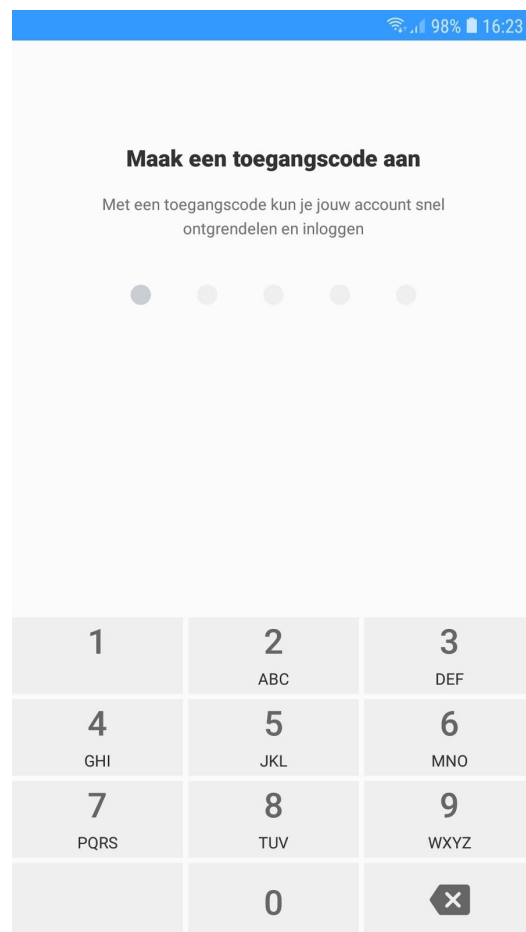 98% 16:23
Maak een toegangscode aan
Met een toegangscode kun je jouw account snel
ontgrendelen en inloggen
1 2 3
ABC DEF
4 5 6
GHI JKL MNO
7 8 9
PQRS TUV WXYZ
0